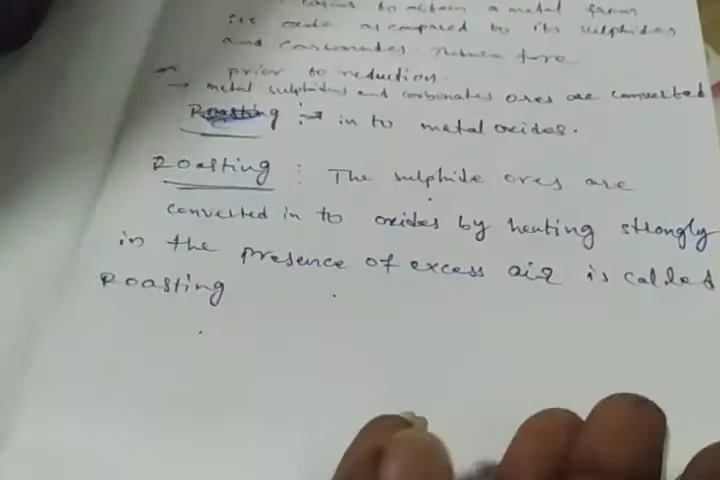 to obtain a metal from
its oxide as compared to its sulphides
and carbonates. There fore
prior to reduction.
→ metal sulphides and carbonates ores are converted
Roasting :→ in to metal oxides.
Roasting : The sulphide ores are
converted in to oxides by heating strongly
in the presence of excess air is called
Roasting